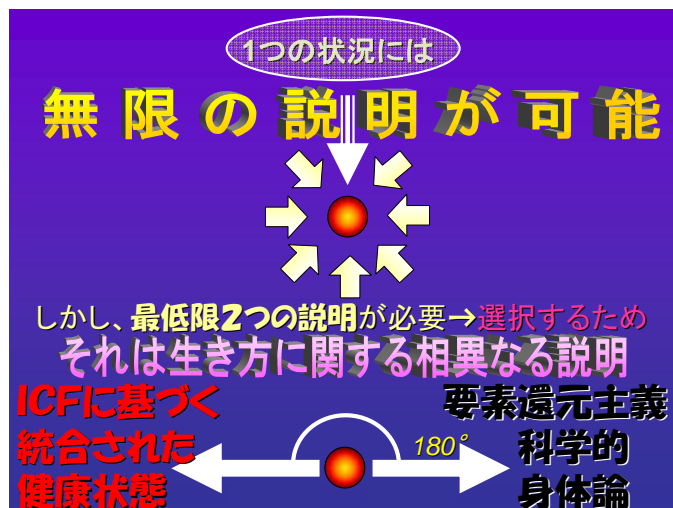 1つの状況には
無限の説明が可能
しかし、最低限2つの説明が必要→選択するため
それは生き方に関する相異なる説明
ICFに基づく
統合された
健康状態
180°
要素還元主義
科学的
身体論